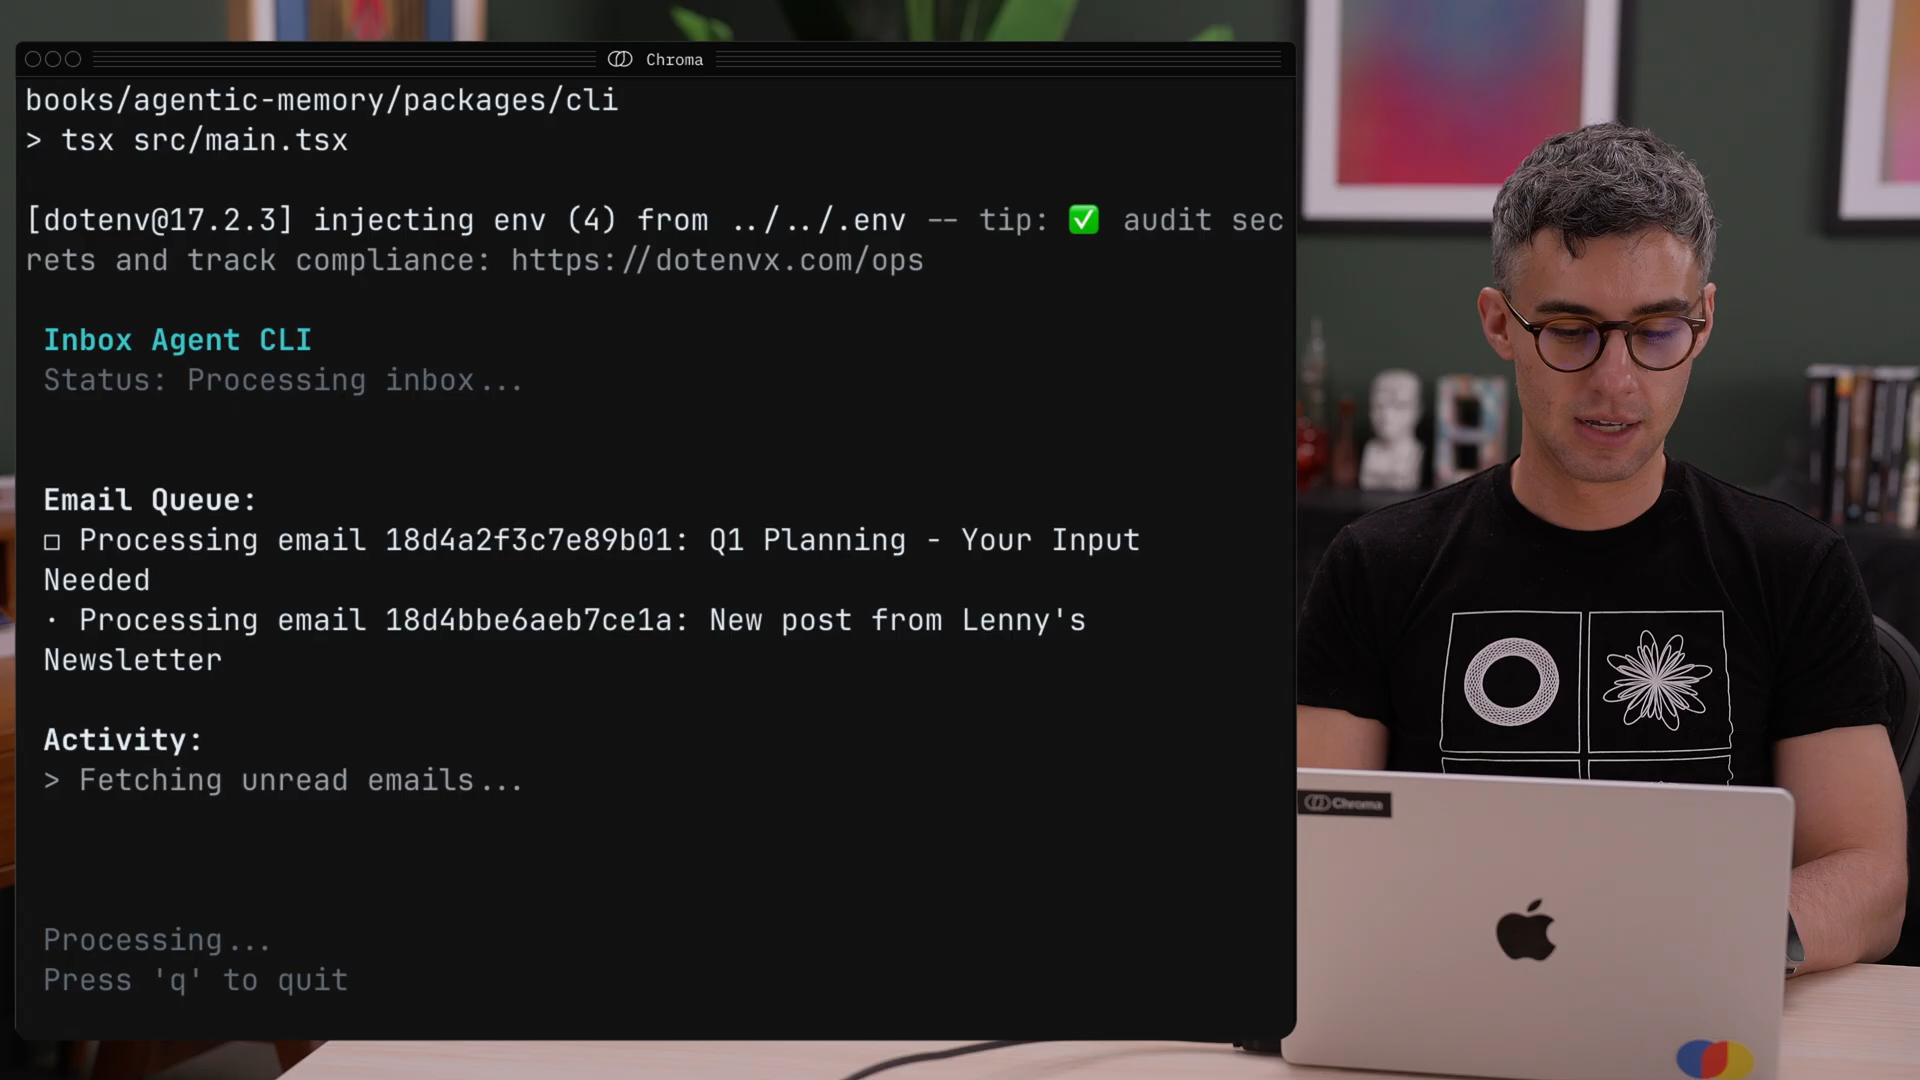 Chroma
books/agentic-memory/packages/cli
> tsx src/main.tsx
[dotenv@17.2.3] injecting env (4) from ../../.env -- tip: ✅ audit sec
rets and track compliance: https://dotenvx.com/ops
Inbox Agent CLI
Status: Processing inbox...
Email Queue:
□ Processing email 18d4a2f3c7e89b01: Q1 Planning - Your Input
Needed
· Processing email 18d4bbe6aeb7ce1a: New post from Lenny's
Newsletter
Activity:
> Fetching unread emails...
Processing...
Press 'q' to quit
Chroma